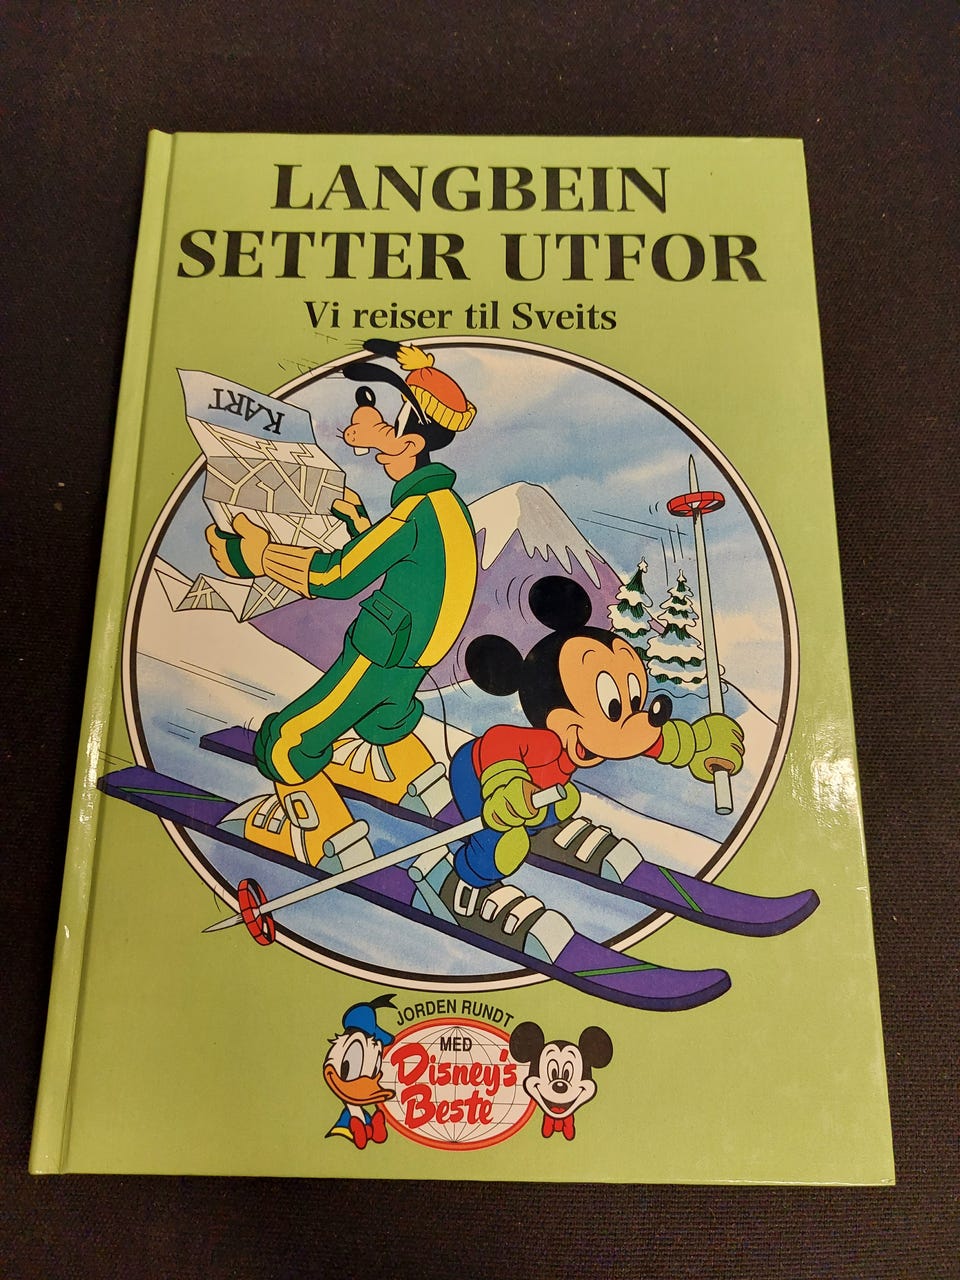 LANGBEIN
SETTER UTFOR
Vi reiser til Sveits
KART
JORDEN RUNDT
MED
Disney's
Beste